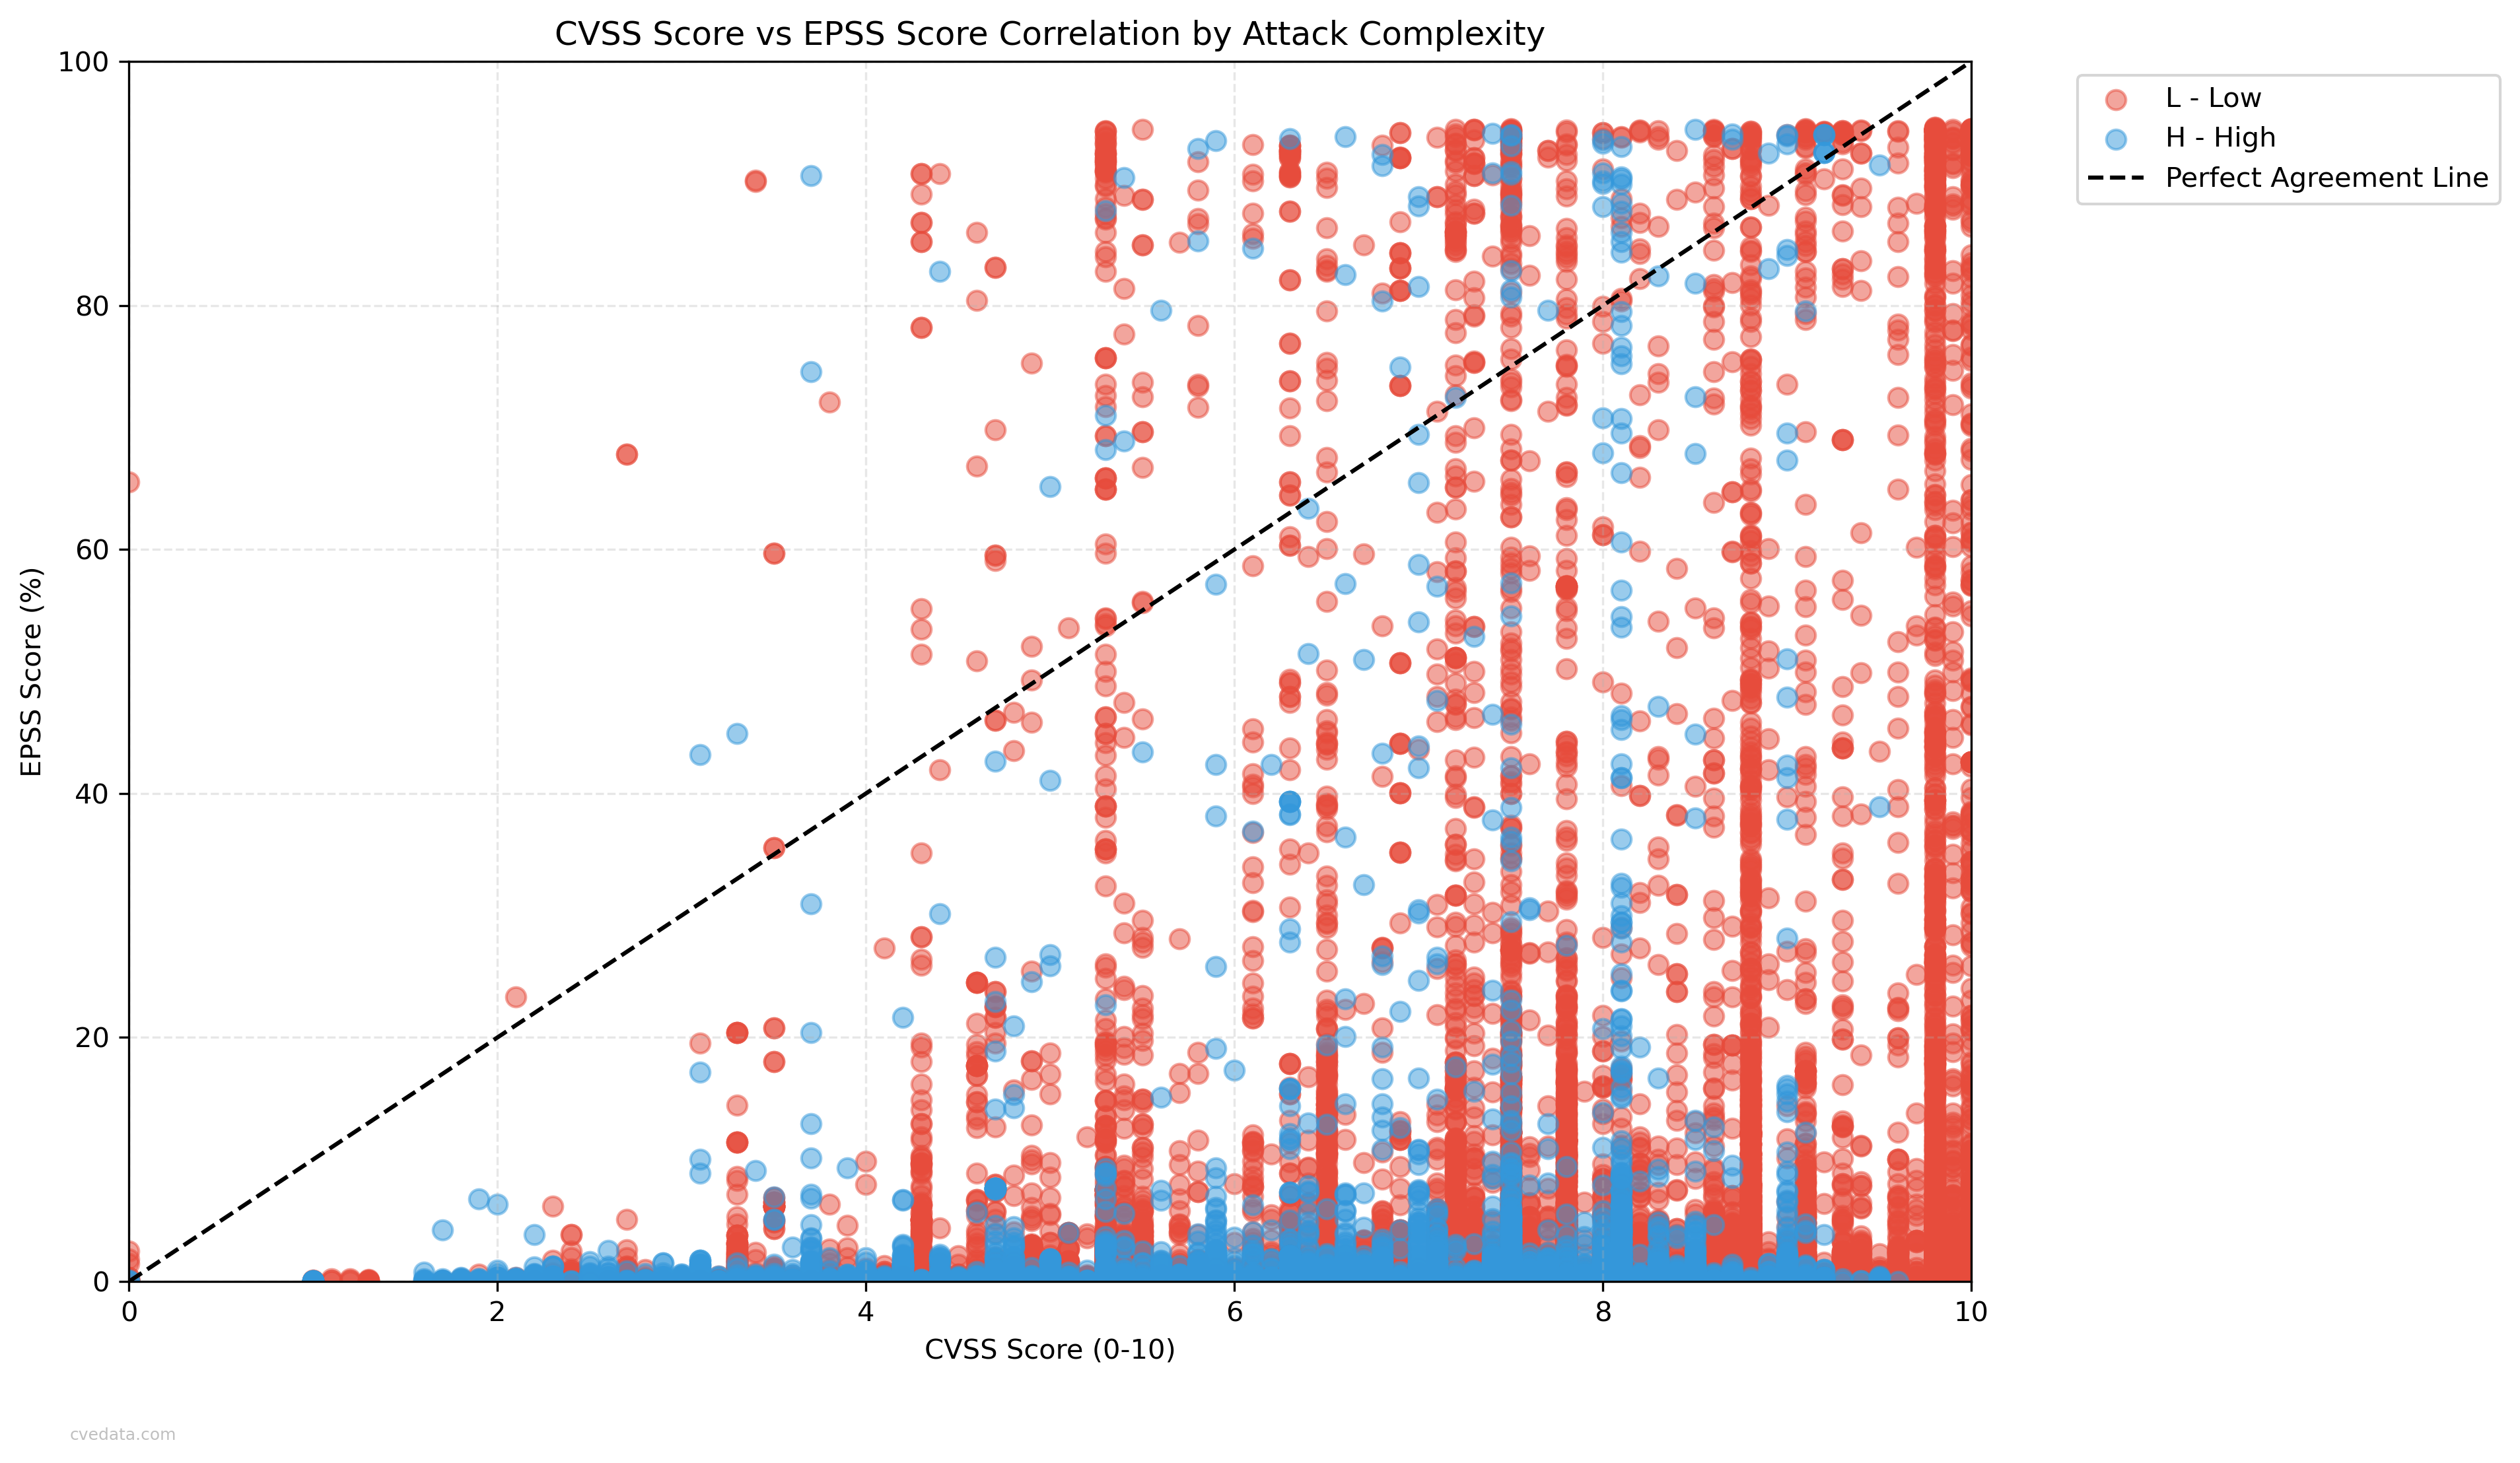 CVSS Score vs EPSS Score Correlation by Attack Complexity
100
80
60
40
20
0
EPSS Score (%)
0 2 4 6 8 10
CVSS Score (0-10)
L - Low
H - High
Perfect Agreement Line
cvedata.com